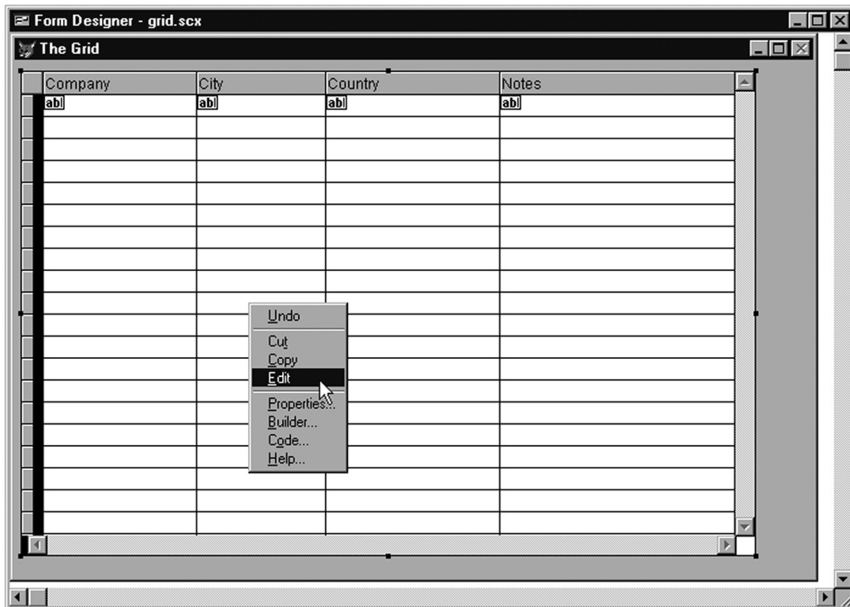 Form Designer - grid.scx
The Grid
Company City Country Notes
abl abl abl abl
Undo
Cut
Copy
Edit
Properties...
Builder...
Code...
Help...